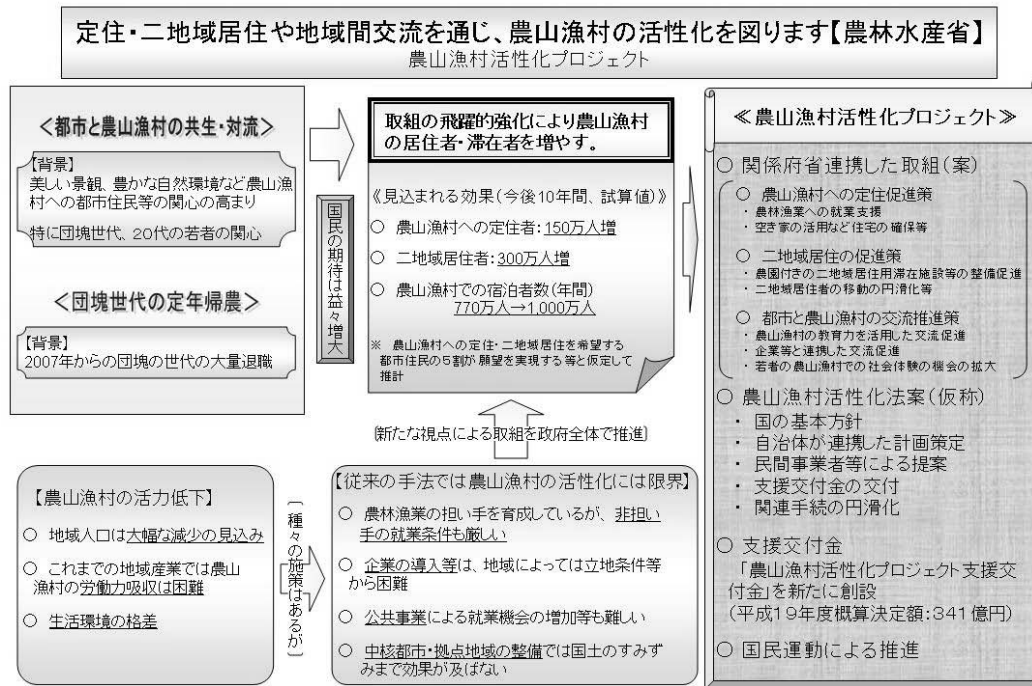 定住・二地域居住や地域間交流を通じ、農山漁村の活性化を図ります【農林水産省】
農山漁村活性化プロジェクト
＜都市と農山漁村の共生・対流＞
【背景】
美しい景観、豊かな自然環境など農山漁
村への都市住民等の関心の高まり
特に団塊世代、20代の若者の関心
＜団塊世代の定年帰農＞
【背景】
2007年からの団塊の世代の大量退職
国民の期待は益々増大
取組の飛躍的強化により農山漁村
の居住者・滞在者を増やす。
《見込まれる効果（今後10年間、試算値）》
○ 農山漁村への定住者：150万人増
○ 二地域居住者：300万人増
○ 農山漁村での宿泊者数（年間）
770万人→1,000万人
※ 農山漁村への定住・二地域居住を希望する
都市住民の5割が願望を実現する等と仮定して
推計
〔新たな視点による取組を政府全体で推進〕
【農山漁村の活力低下】
○ 地域人口は大幅な減少の見込み
○ これまでの地域産業では農山
漁村の労働力吸収は困難
○ 生活環境の格差
〔種々の施策はあるが〕
【従来の手法では農山漁村の活性化には限界】
○ 農林漁業の担い手を育成しているが、非担い
手の就業条件も厳しい
○ 企業の導入等は、地域によっては立地条件等
から困難
○ 公共事業による就業機会の増加等も難しい
○ 中核都市・拠点地域の整備では国土のすみず
みまで効果が及ばない
≪農山漁村活性化プロジェクト≫
○ 関係府省連携した取組（案）
○ 農山漁村への定住促進策
・農林漁業への就業支援
・空き家の活用など住宅の確保等
○ 二地域居住の促進策
・農園付きの二地域居住用滞在施設等の整備促進
・二地域居住者の移動の円滑化等
○ 都市と農山漁村の交流推進策
・農山漁村の教育力を活用した交流促進
・企業等と連携した交流促進
・若者の農山漁村での社会体験の機会の拡大
○ 農山漁村活性化法案（仮称）
・ 国の基本方針
・ 自治体が連携した計画策定
・ 民間事業者等による提案
・ 支援交付金の交付
・ 関連手続の円滑化
○ 支援交付金
「農山漁村活性化プロジェクト支援交
付金」を新たに創設
（平成19年度概算決定額：341億円）
○ 国民運動による推進